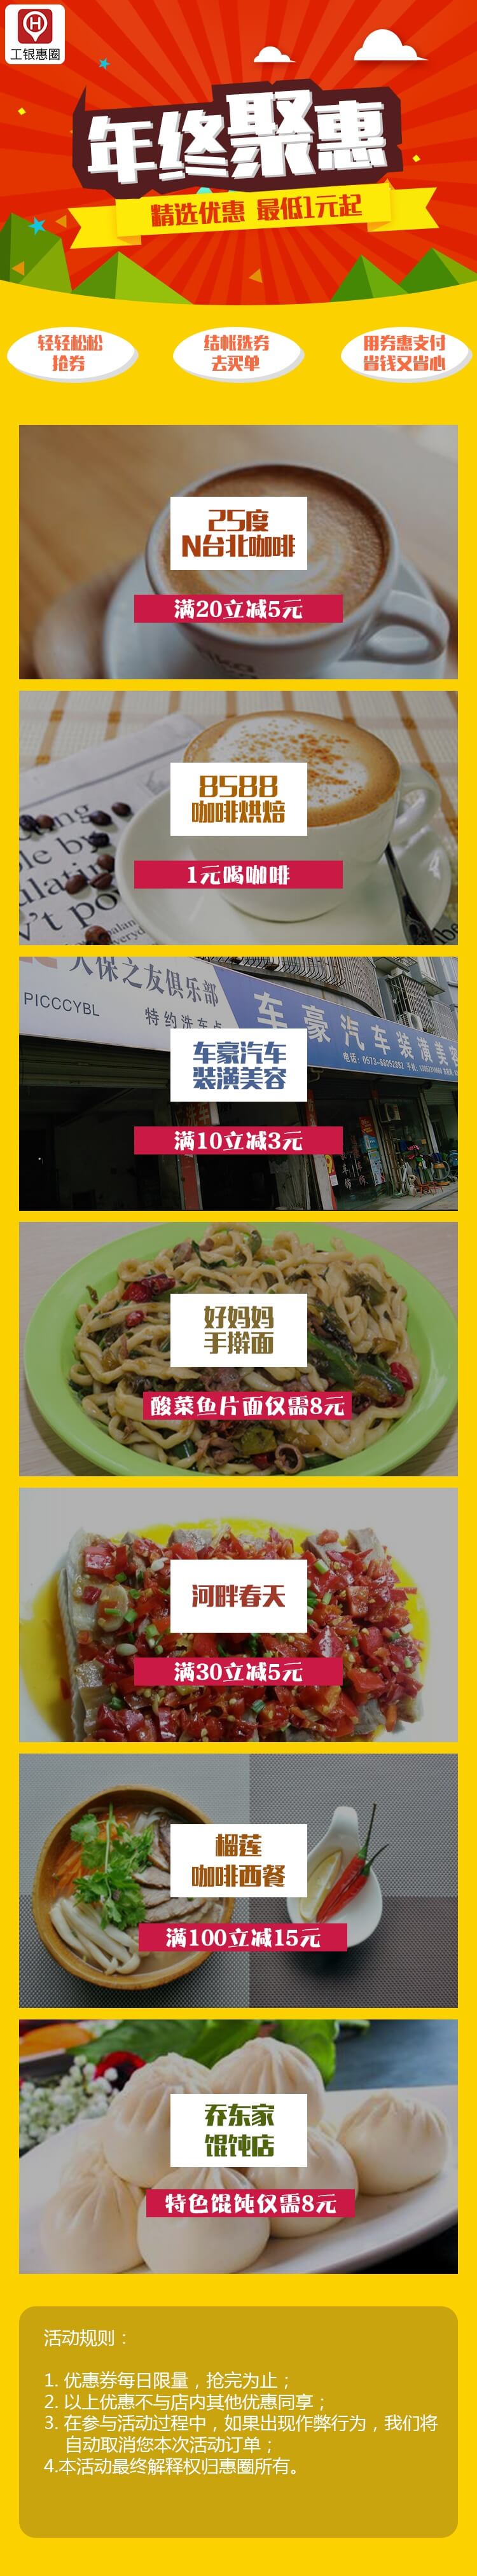 工银惠圈
年终聚惠
精选优惠 最低1元起
轻轻松松
抢券
结帐选券
去买单
用券惠支付
省钱又省心
25度
N台北咖啡
满20立减5元
8588
咖啡烘焙
1元喝咖啡
人保之友俱乐部
PICCCYBL
特约洗车点
车豪汽车装潢美容
车豪汽车
装潢美容
满10立减3元
好妈妈
手擀面
酸菜鱼片面仅需8元
河畔春天
满30立减5元
榴莲
咖啡西餐
满100立减15元
乔东家
馄饨店
特色馄饨仅需8元
活动规则：
1. 优惠券每日限量，抢完为止；
2. 以上优惠不与店内其他优惠同享；
3. 在参与活动过程中，如果出现作弊行为，我们将
自动取消您本次活动订单；
4.本活动最终解释权归惠圈所有。